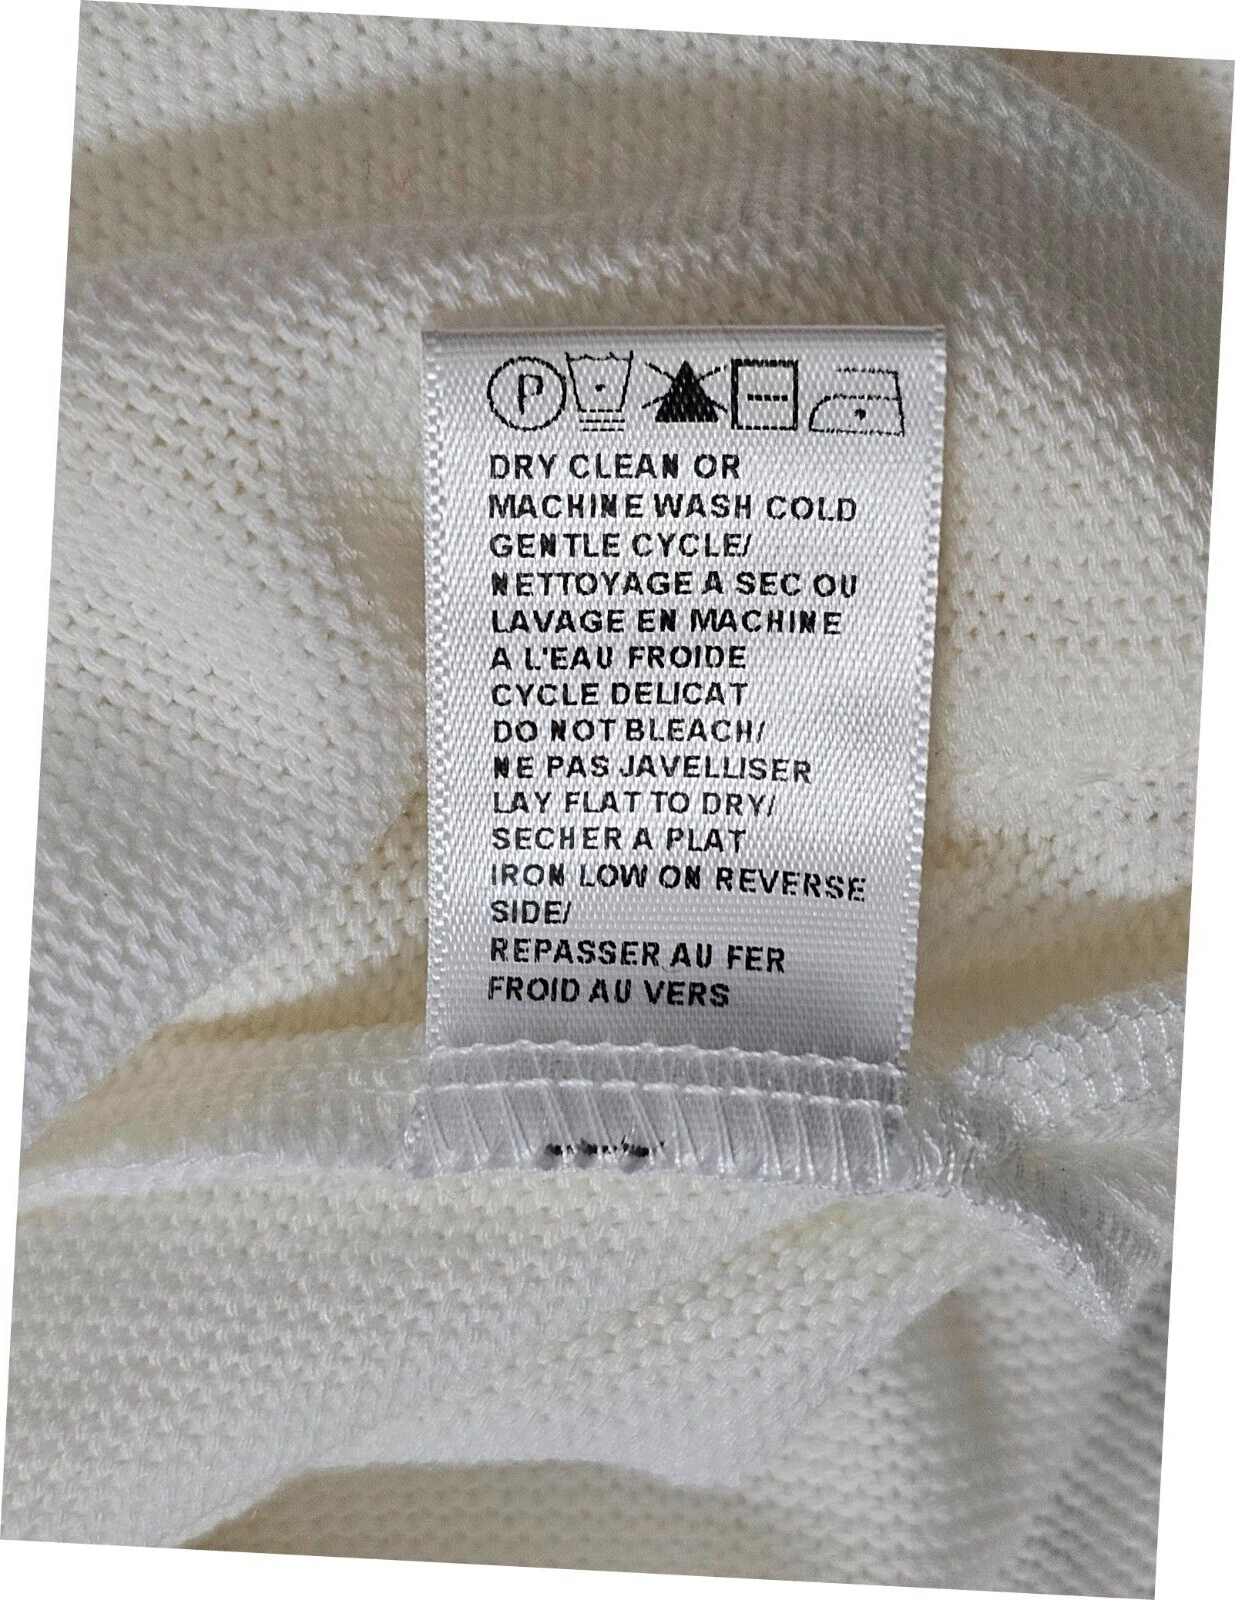 P
DRY CLEAN OR
MACHINE WASH COLD
GENTLE CYCLE/
NETTOYAGE A SEC OU
LAVAGE EN MACHINE
A L'EAU FROIDE
CYCLE DELICAT
DO NOT BLEACH/
NE PAS JAVELLISER
LAY FLAT TO DRY/
SECHER A PLAT
IRON LOW ON REVERSE
SIDE/
REPASSER AU FER
FROID AU VERS